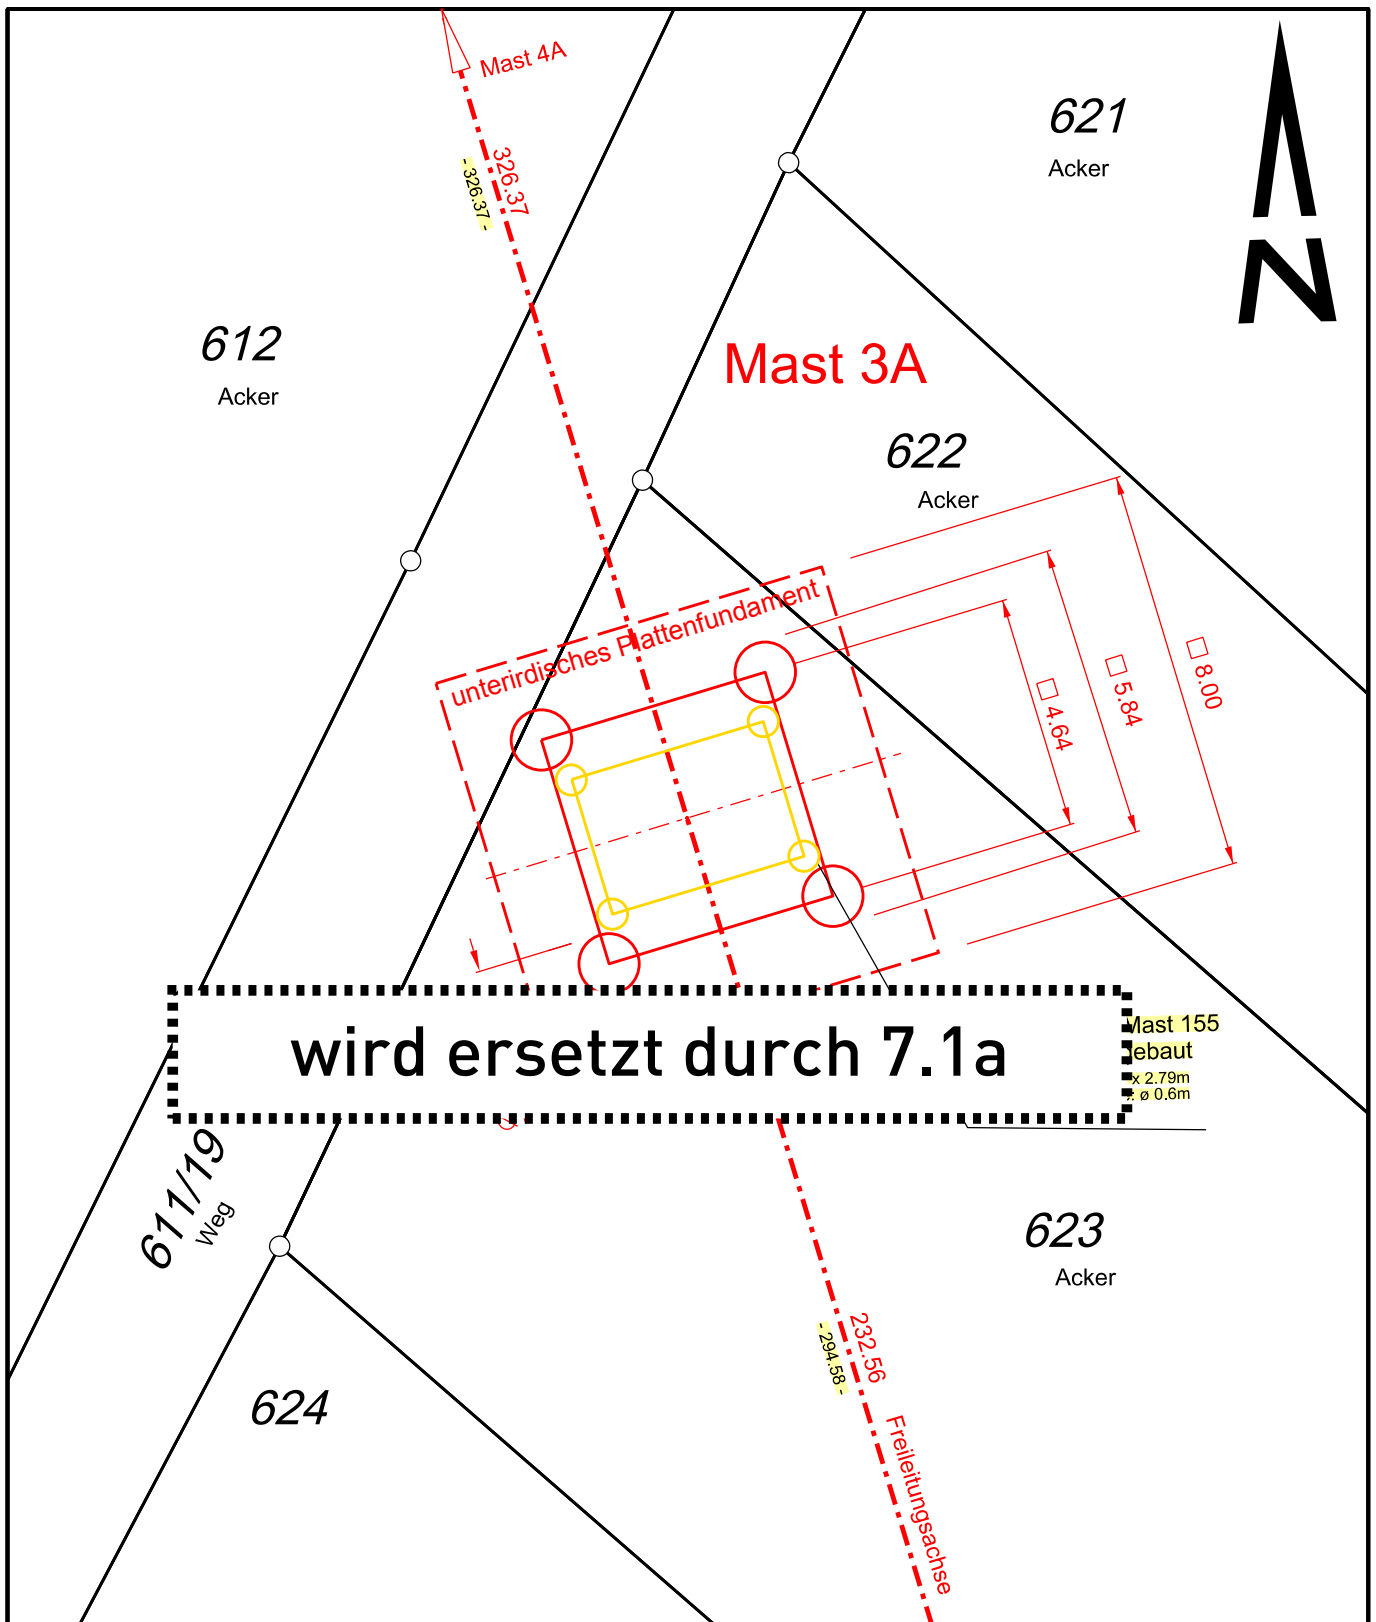 Mast 4A
326.37
- 326.37 -
621
Acker
N
612
Acker
Mast 3A
622
Acker
unterirdisches Plattenfundament
□ 4.64
□ 5.84
□ 8.00
wird ersetzt durch 7.1a
Mast 155
ebaut
x 2.79m
ø 0.6m
611/19
Weg
623
Acker
232.56
- 294.58 -
Freileitungsachse
624